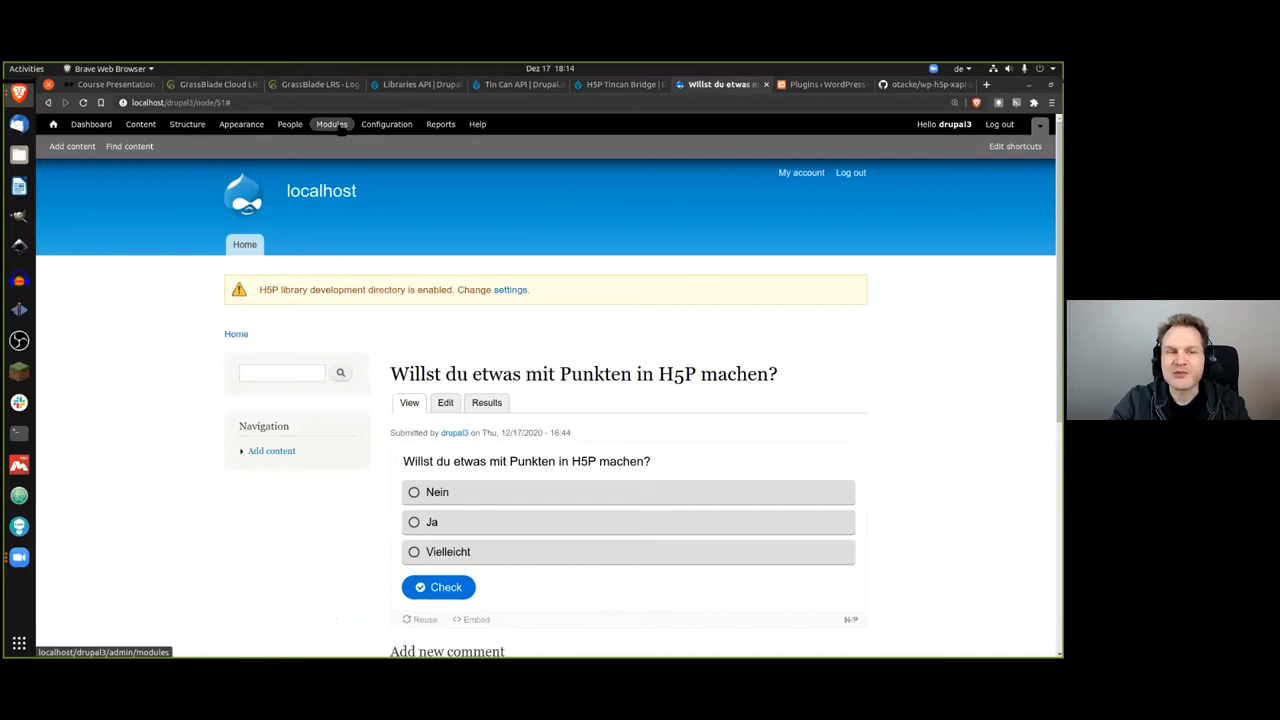 Activities
Brave Web Browser
Dez 17 18:14
de
Course Presentation
GrassBlade Cloud LR
GrassBlade LRS - Log
Libraries API | Drupal
Tin Can API | Drupal.o
H5P Tincan Bridge | D
Willst du etwas m
Plugins ‹ WordPress
otacke/wp-h5p-xapi
localhost/drupal3/node/51#
Dashboard
Content
Structure
Appearance
People
Modules
Configuration
Reports
Help
Hello drupal3
Log out
Add content
Find content
Edit shortcuts
My account
Log out
localhost
Home
H5P library development directory is enabled. Change settings.
Home
Willst du etwas mit Punkten in H5P machen?
View
Edit
Results
Navigation
Add content
Submitted by drupal3 on Thu, 12/17/2020 - 16:44
Willst du etwas mit Punkten in H5P machen?
Nein
Ja
Vielleicht
Check
Reuse
Embed
H5P
Add new comment
localhost/drupal3/admin/modules